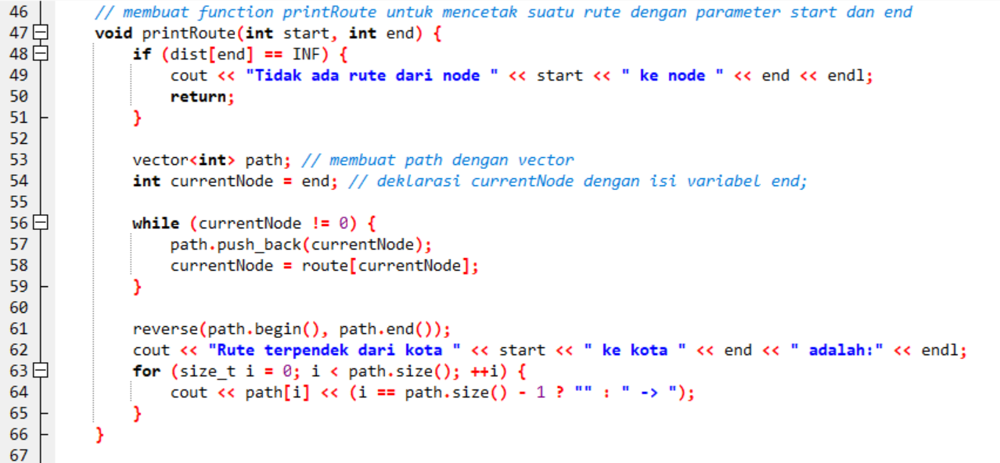 46 // membuat function printRoute untuk mencetak suatu rute dengan parameter start dan end
47 void printRoute(int start, int end) {
48 if (dist[end] == INF) {
49 cout << "Tidak ada rute dari node " << start << " ke node " << end << endl;
50 return;
51 }
52
53 vector<int> path; // membuat path dengan vector
54 int currentNode = end; // deklarasi currentNode dengan isi variabel end;
55
56 while (currentNode != 0) {
57 path.push_back(currentNode);
58 currentNode = route[currentNode];
59 }
60
61 reverse(path.begin(), path.end());
62 cout << "Rute terpendek dari kota " << start << " ke kota " << end << " adalah:" << endl;
63 for (size_t i = 0; i < path.size(); ++i) {
64 cout << path[i] << (i == path.size() - 1 ? "" : " -> ");
65 }
66 }
67